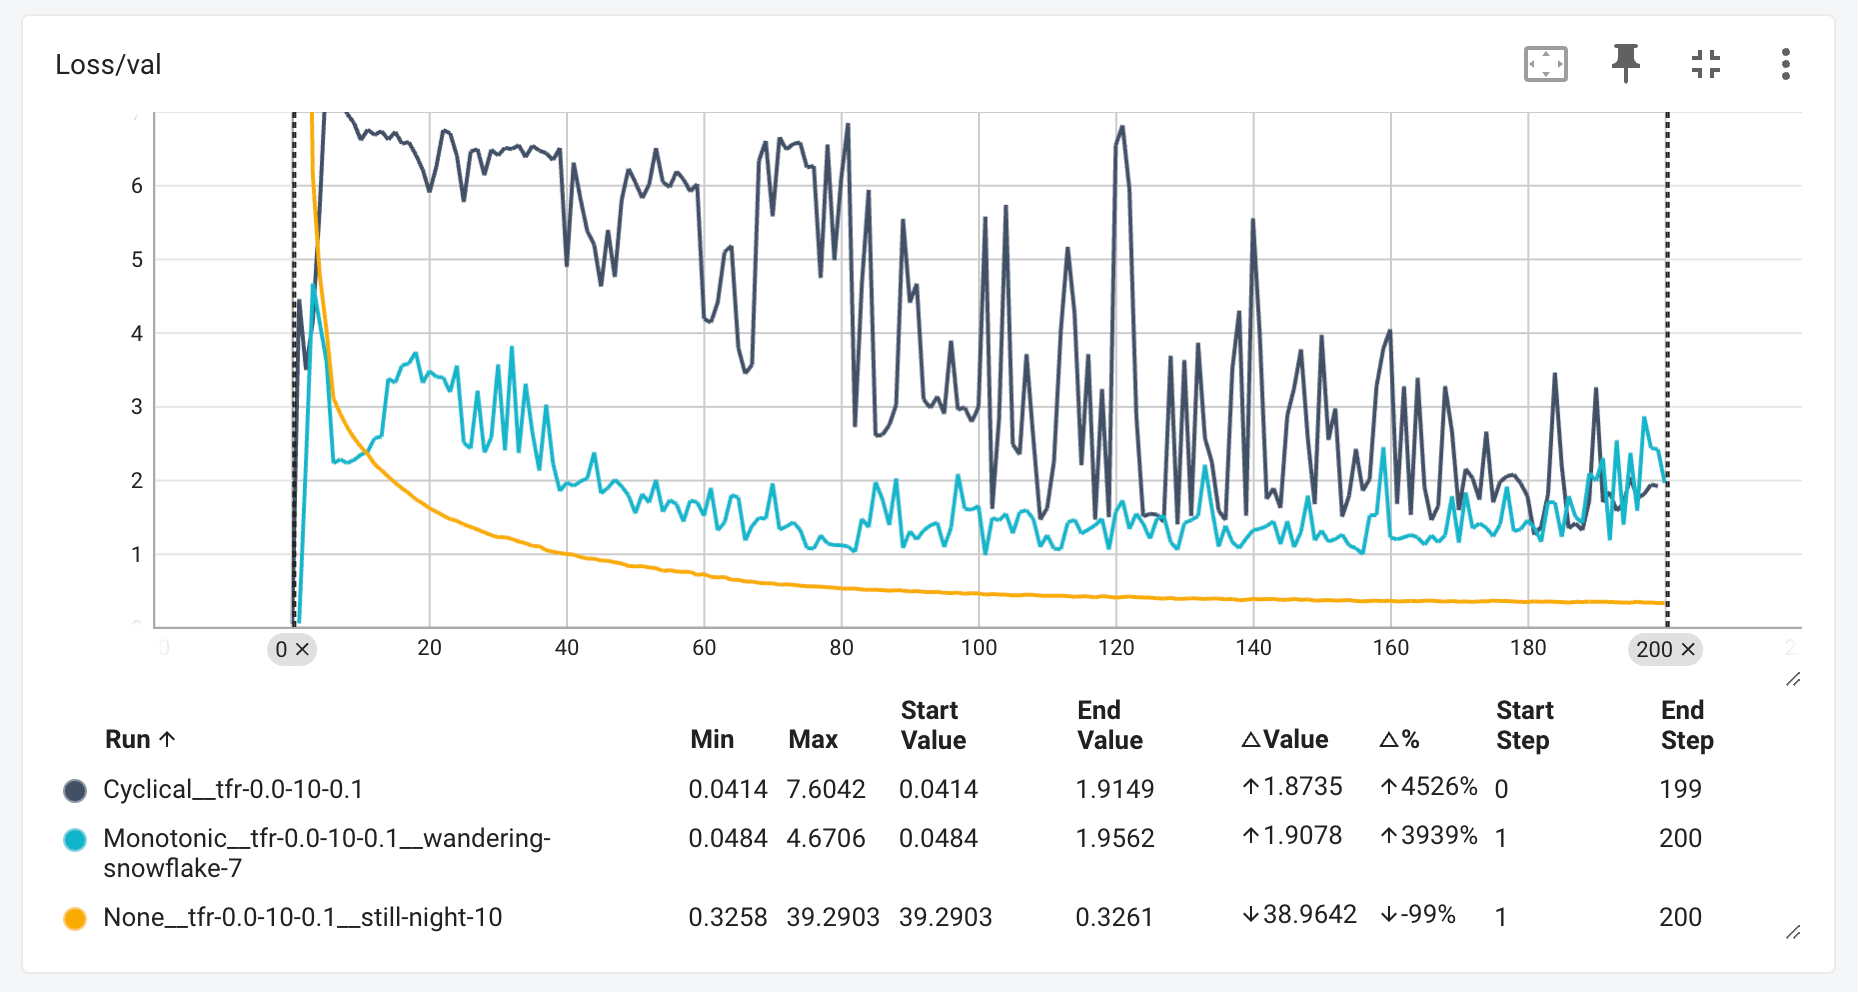 Loss/val
6
5
4
3
2
1
0 × 20 40 60 80 100 120 140 160 180 200 ×
Run ↑ Min Max Start Value End Value △Value △% Start Step End Step
Cyclical__tfr-0.0-10-0.1 0.0414 7.6042 0.0414 1.9149 ↑1.8735 ↑4526% 0 199
Monotonic__tfr-0.0-10-0.1__wandering-snowflake-7 0.0484 4.6706 0.0484 1.9562 ↑1.9078 ↑3939% 1 200
None__tfr-0.0-10-0.1__still-night-10 0.3258 39.2903 39.2903 0.3261 ↓38.9642 ↓-99% 1 200